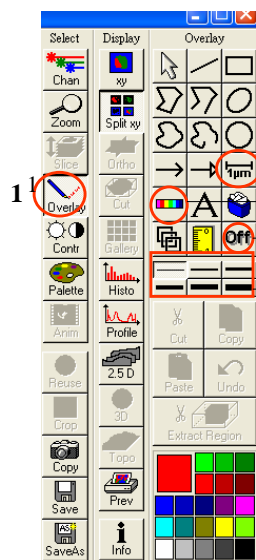 Select Display Overlay
Chan xy
Zoom Split xy
Slice Ortho 1µm
1 1
Overlay Cut A
Contr Gallery Off
Palette Histo
Anim Profile Cut Copy
2.5 D
Reuse 3D Paste Undo
Crop Topo Extract Region
Copy Prev
Save
AS
SaveAs i
Info